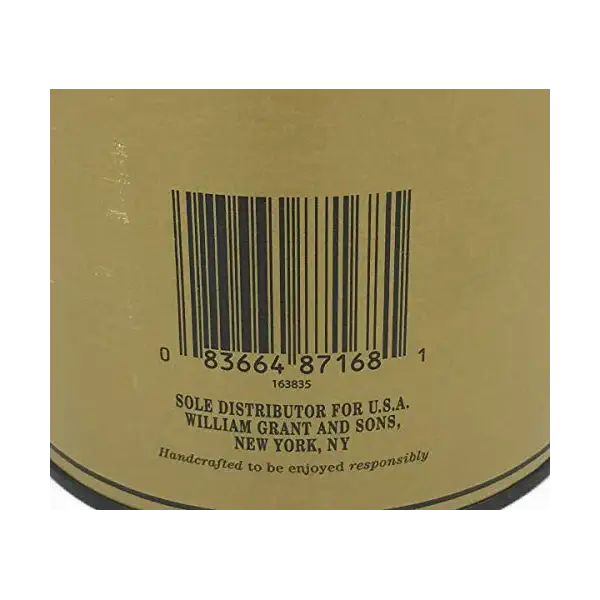 0 83664 87168 1
163835
SOLE DISTRIBUTOR FOR U.S.A.
WILLIAM GRANT AND SONS,
NEW YORK, NY
Handcrafted to be enjoyed responsibly